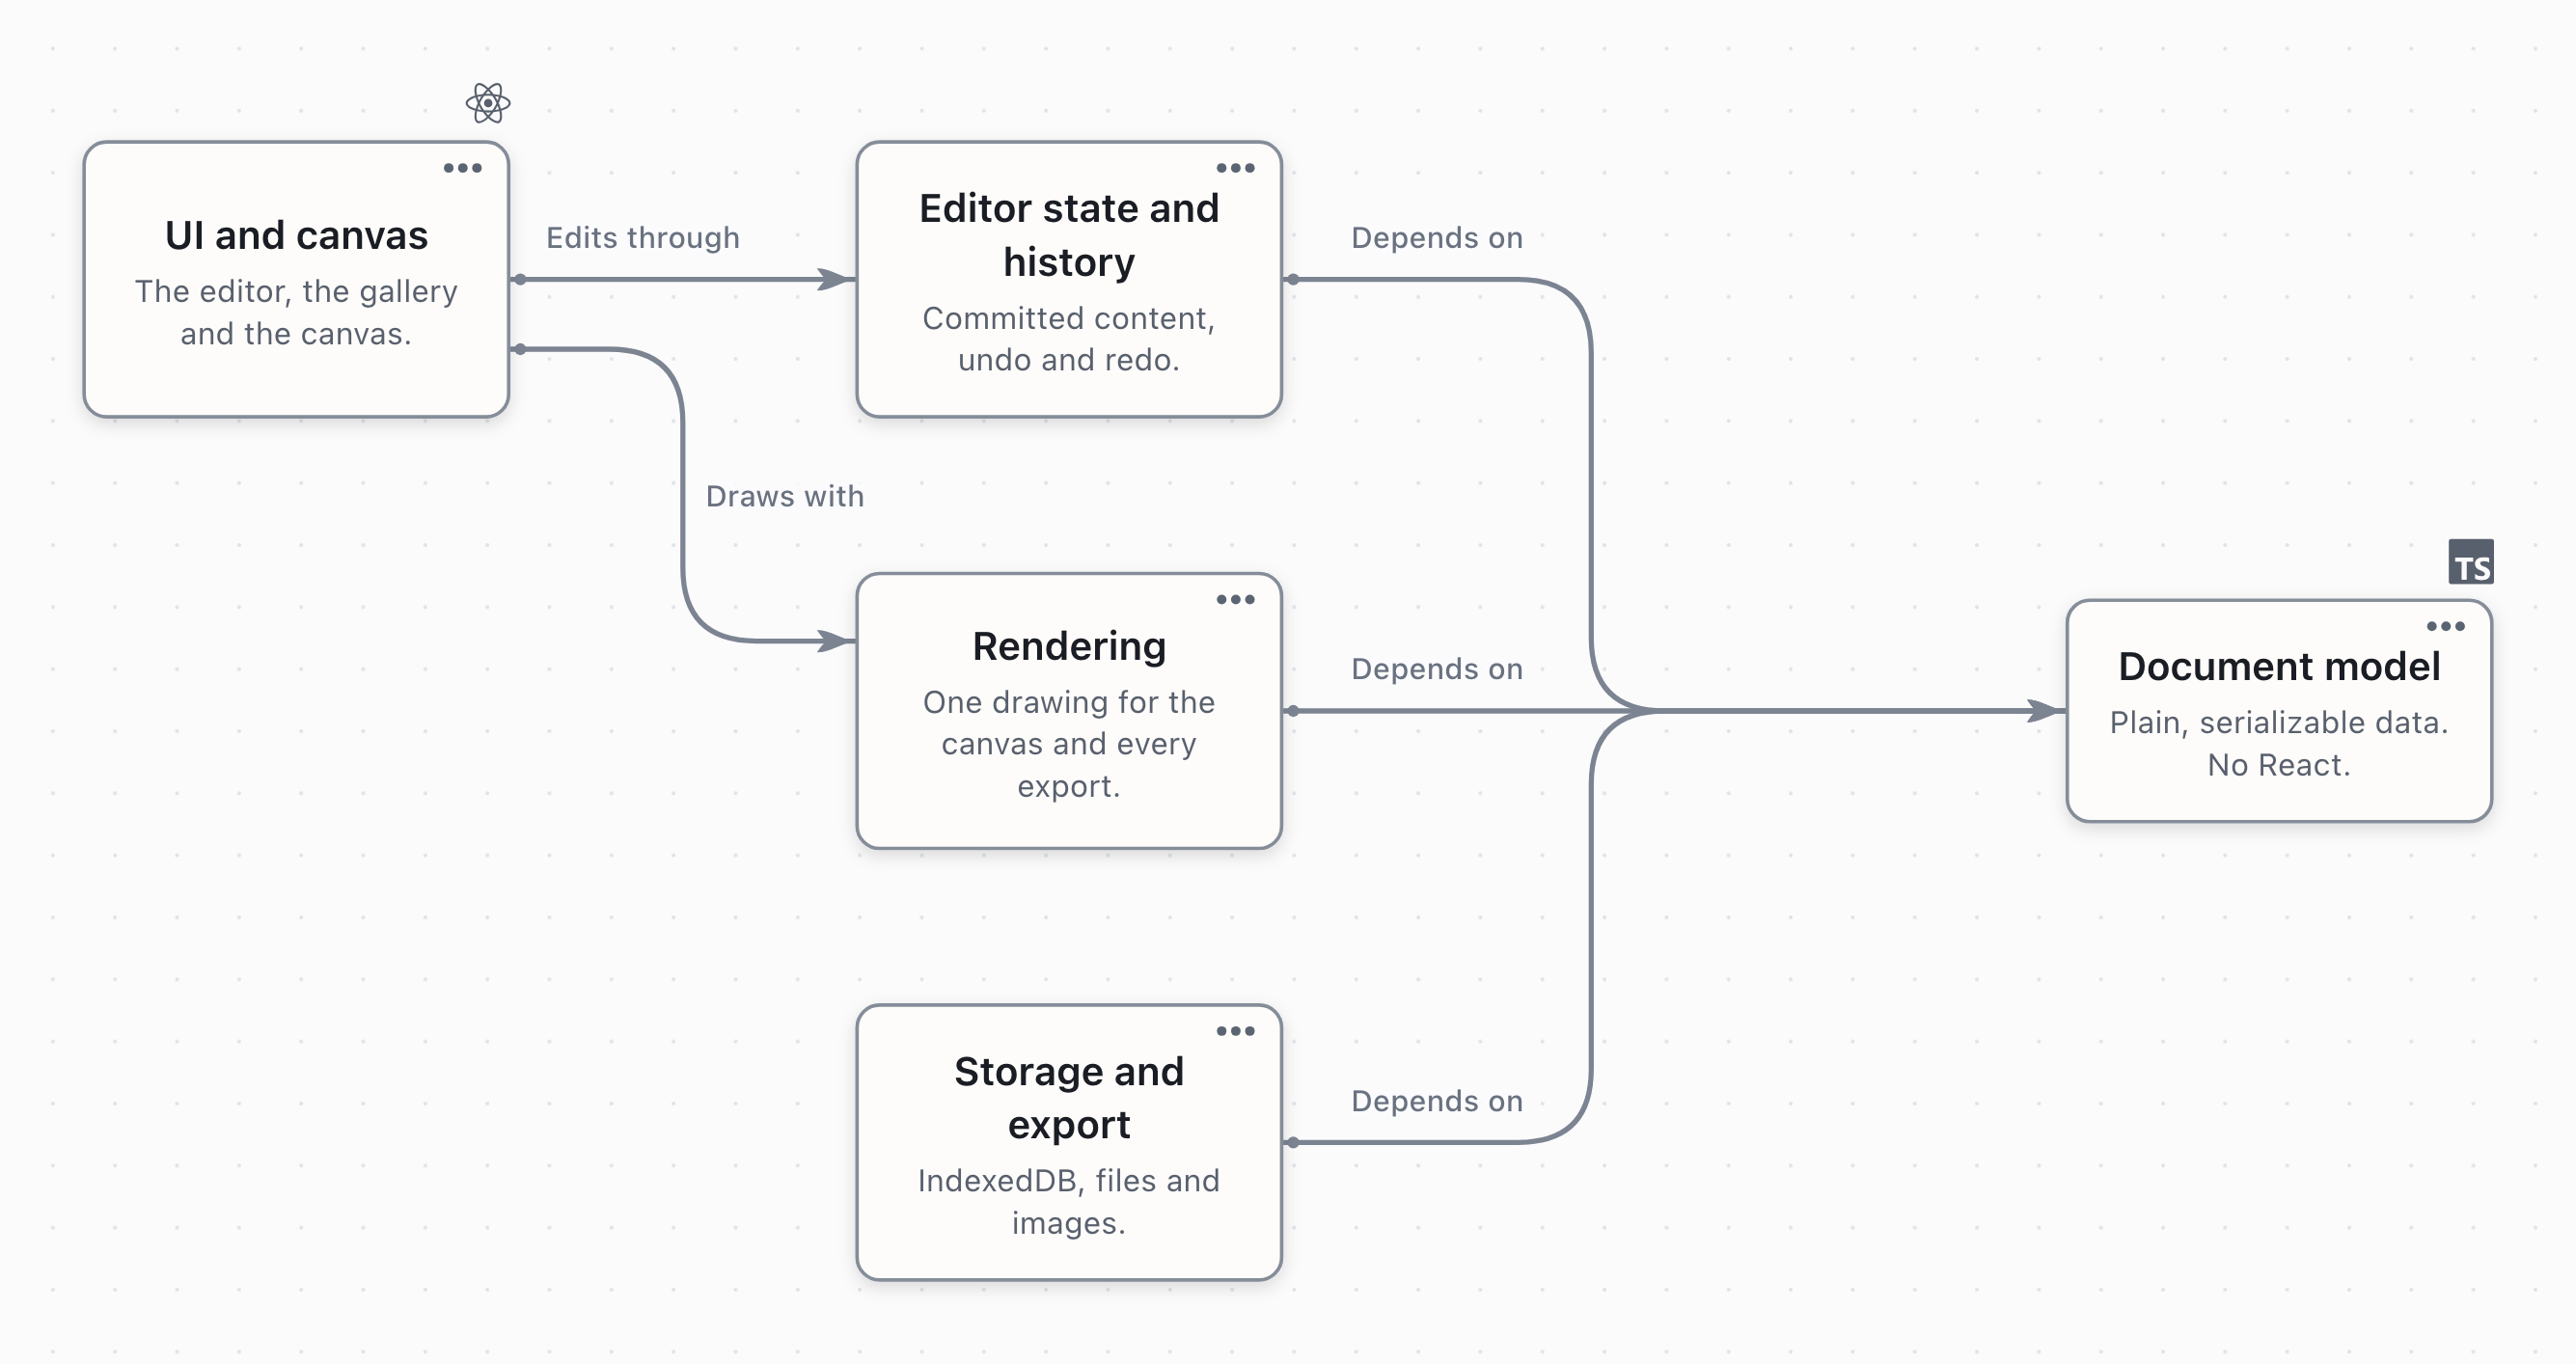 UI and canvas
The editor, the gallery
and the canvas.
Edits through
Editor state and
history
Committed content,
undo and redo.
Depends on
Draws with
Rendering
One drawing for the
canvas and every
export.
Depends on
TS
Document model
Plain, serializable data.
No React.
Storage and
export
IndexedDB, files and
images.
Depends on